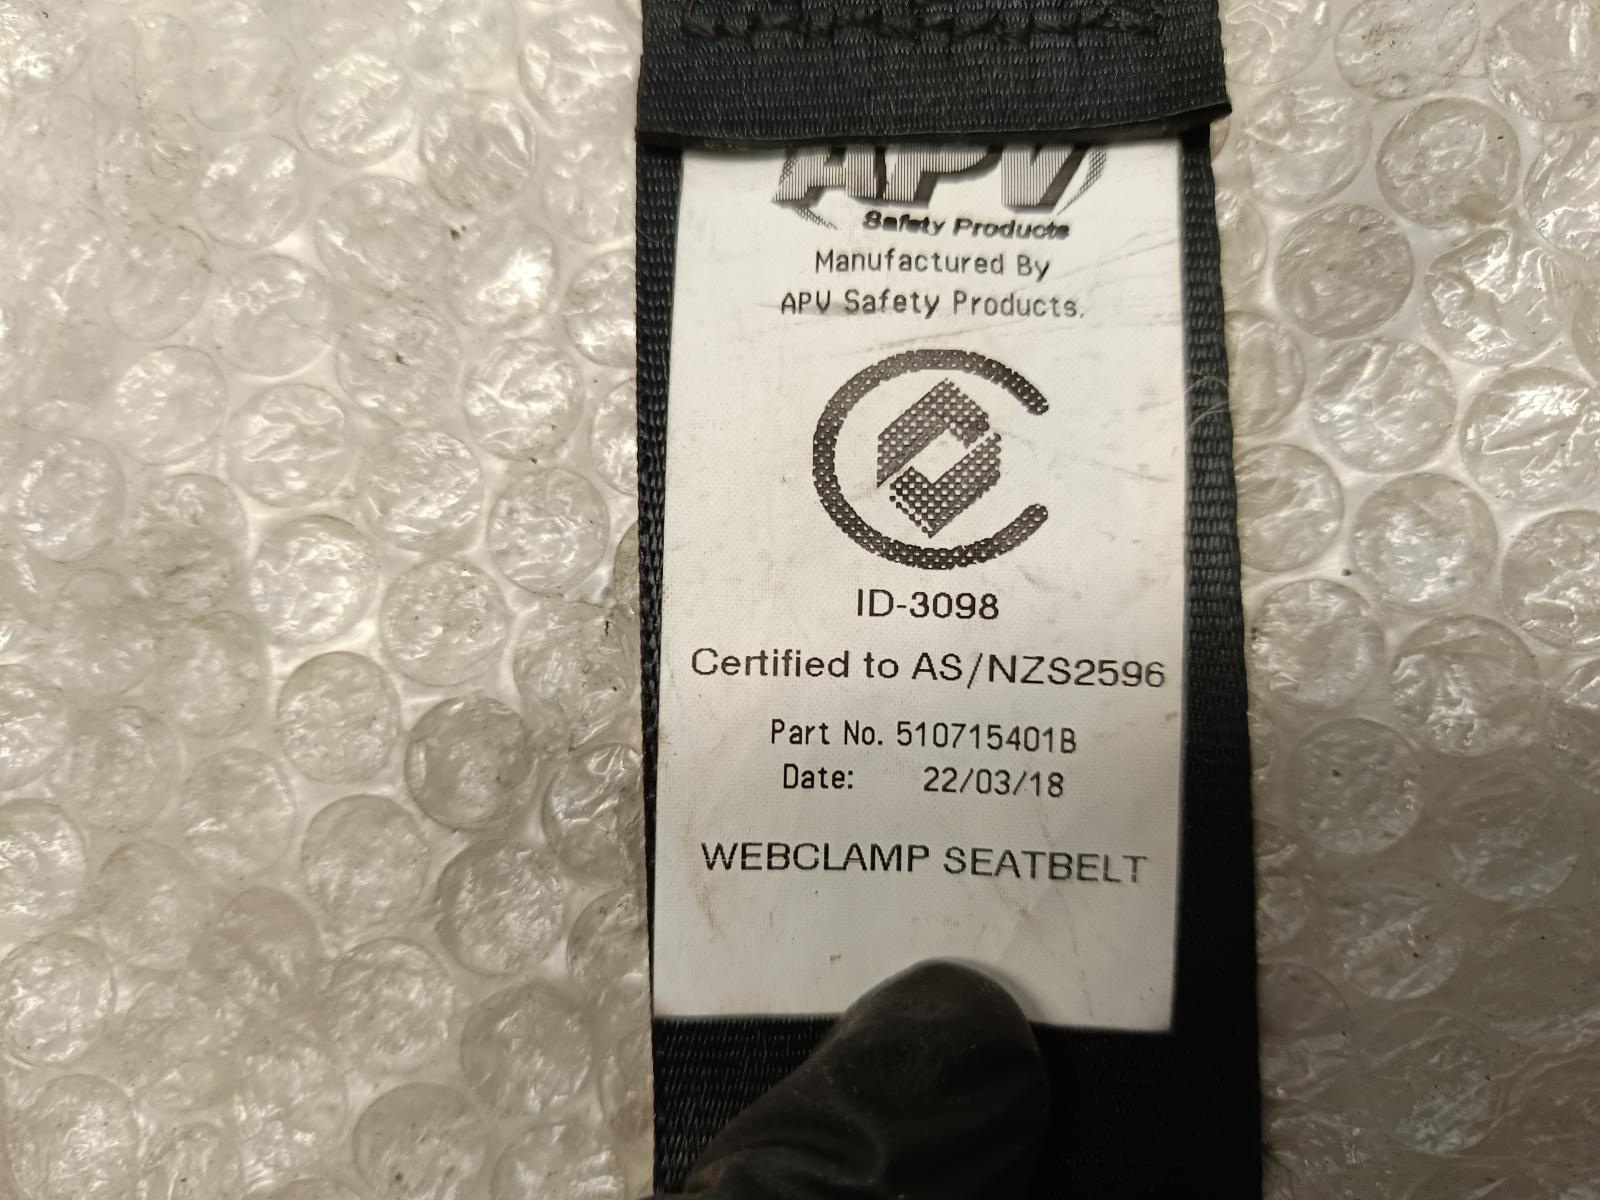 APV
Safety Products
Manufactured By
APV Safety Products.
ID-3098
Certified to AS/NZS2596
Part No. 510715401B
Date: 22/03/18
WEBCLAMP SEATBELT